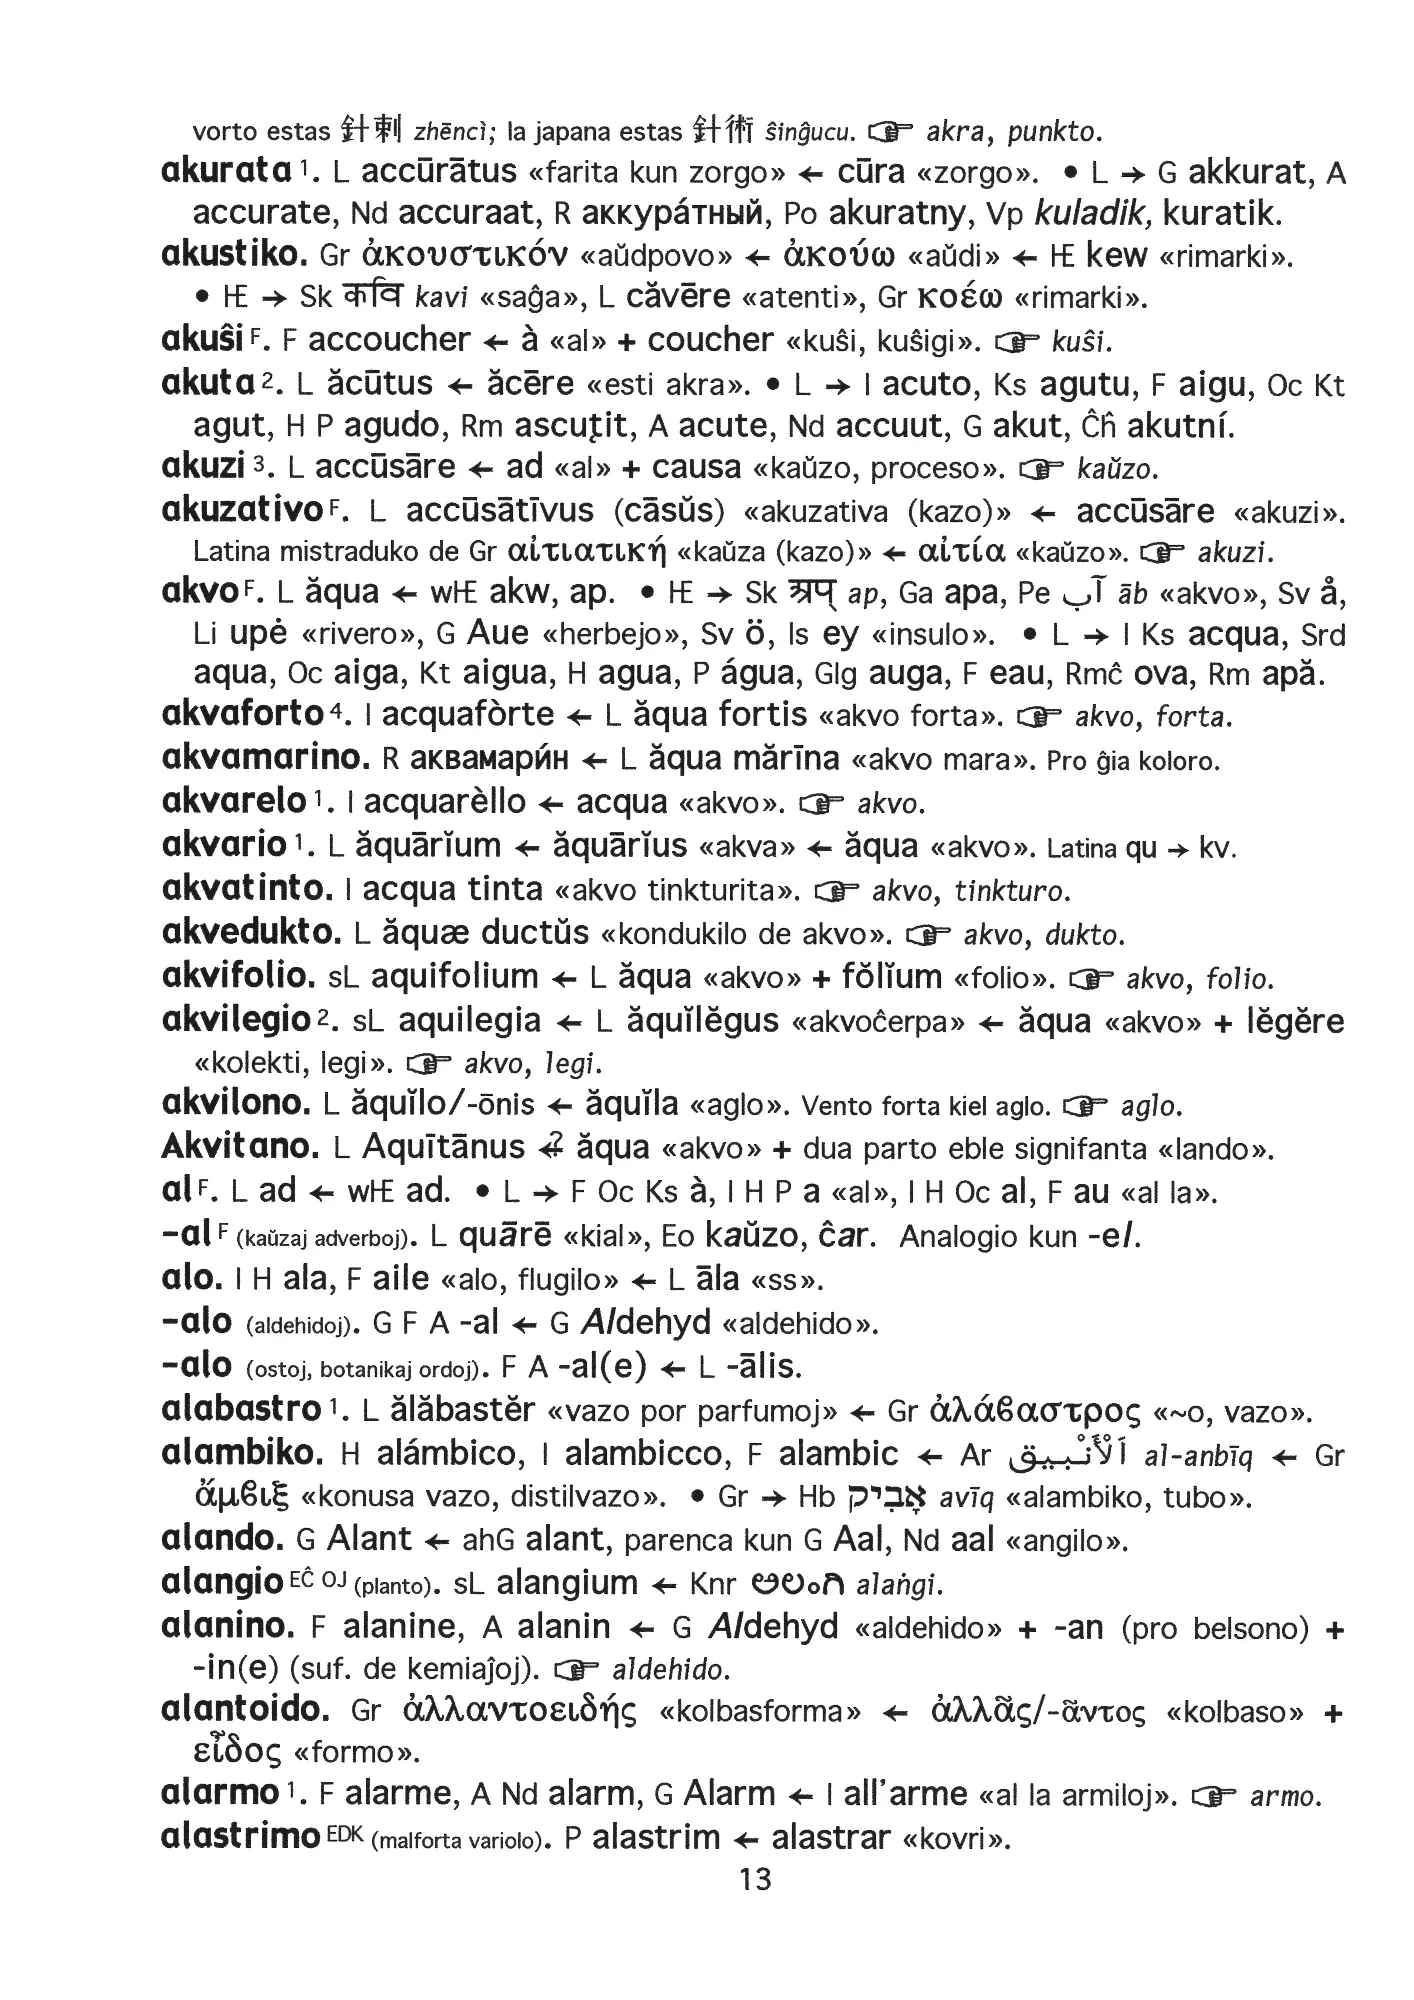 vorto estas 針刺 zhēncì; la japana estas 針術 ŝinĝucu. ☞ akra, punkto.
akurata 1. L accūrātus «farita kun zorgo» ← cūra «zorgo». • L → G akkurat, A
accurate, Nd accuraat, R аккура́тный, Po akuratny, Vp kuladik, kuratik.
akustiko. Gr ἀκουστικόν «aŭdpovo» ← ἀκούω «aŭdi» ← IE kew «rimarki».
• IE → Sk कवि kavi «saĝa», L căvēre «atenti», Gr κοέω «rimarki».
akuŝi F. F accoucher ← à «al» + coucher «kuŝi, kuŝigi». ☞ kuŝi.
akuta 2. L ăcūtus ← ăcēre «esti akra». • L → I acuto, Ks agutu, F aigu, Oc Kt
agut, H P agudo, Rm ascuțit, A acute, Nd accuut, G akut, Ĉĥ akutní.
akuzi 3. L accūsāre ← ad «al» + causa «kaŭzo, proceso». ☞ kaŭzo.
akuzativo F. L accūsātīvus (cāsŭs) «akuzativa (kazo)» ← accūsāre «akuzi».
Latina mistraduko de Gr αἰτιατική «kaŭza (kazo)» ← αἰτία «kaŭzo». ☞ akuzi.
akvo F. L ăqua ← wIE akw, ap. • IE → Sk अप् ap, Ga apa, Pe آب āb «akvo», Sv å,
Li upė «rivero», G Aue «herbejo», Sv ö, Is ey «insulo». • L → I Ks acqua, Srd
aqua, Oc aiga, Kt aigua, H agua, P água, Glg auga, F eau, Rmĉ ova, Rm apă.
akvaforto 4. I acquafòrte ← L ăqua fortis «akvo forta». ☞ akvo, forta.
akvamarino. R аквамари́н ← L ăqua mărīna «akvo mara». Pro ĝia koloro.
akvarelo 1. I acquarèllo ← acqua «akvo». ☞ akvo.
akvario 1. L ăquārĭum ← ăquārĭus «akva» ← ăqua «akvo». Latina qu → kv.
akvatinto. I acqua tinta «akvo tinkturita». ☞ akvo, tinkturo.
akvedukto. L ăquæ ductŭs «kondukilo de akvo». ☞ akvo, dukto.
akvifolio. sL aquifolium ← L ăqua «akvo» + fŏlĭum «folio». ☞ akvo, folio.
akvilegio 2. sL aquilegia ← L ăquĭlĕgus «akvoĉerpa» ← ăqua «akvo» + lĕgĕre
«kolekti, legi». ☞ akvo, legi.
akvilono. L ăquĭlo/-ōnis ← ăquĭla «aglo». Vento forta kiel aglo. ☞ aglo.
Akvitano. L Aquītānus ←? ăqua «akvo» + dua parto eble signifanta «lando».
al F. L ad ← wIE ad. • L → F Oc Ks à, I H P a «al», I H Oc al, F au «al la».
-al F (kaŭzaj adverboj). L quārē «kial», Eo kaŭzo, ĉar. Analogio kun -el.
alo. I H ala, F aile «alo, flugilo» ← L āla «ss».
-alo (aldehidoj). G F A -al ← G Aldehyd «aldehido».
-alo (ostoj, botanikaj ordoj). F A -al(e) ← L -ālis.
alabastro 1. L ălăbastĕr «vazo por parfumoj» ← Gr ἀλάβαστρος «~o, vazo».
alambiko. H alámbico, I alambicco, F alambic ← Ar اَلْأَنْبِيق al-anbīq ← Gr
ἄμβιξ «konusa vazo, distilvazo». • Gr → Hb אָבִיק avīq «alambiko, tubo».
alando. G Alant ← ahG alant, parenca kun G Aal, Nd aal «angilo».
alangio EĈ OJ (planto). sL alangium ← Knr ಅಲಂಗಿ alaṅgi.
alanino. F alanine, A alanin ← G Aldehyd «aldehido» + -an (pro belsono) +
-in(e) (suf. de kemiaĵoj). ☞ aldehido.
alantoido. Gr ἀλλαντοειδής «kolbasforma» ← ἀλλᾶς/-ᾶντος «kolbaso» +
εἶδος «formo».
alarmo 1. F alarme, A Nd alarm, G Alarm ← I all’arme «al la armiloj». ☞ armo.
alastrimo EDK (malforta variolo). P alastrim ← alastrar «kovri».
13